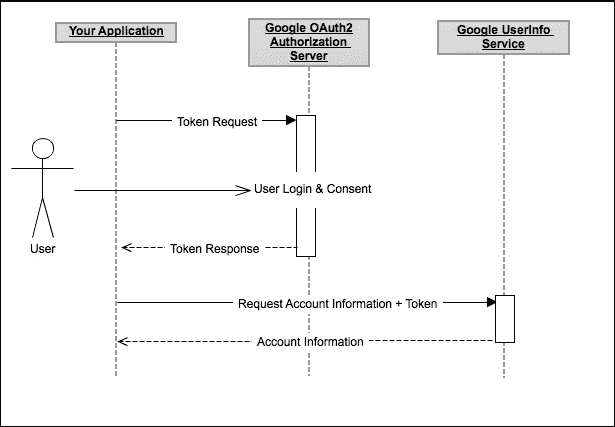 Your Application
Google OAuth2
Authorization
Server
Google UserInfo
Service
Token Request
User Login & Consent
User
Token Response
Request Account Information + Token
Account Information